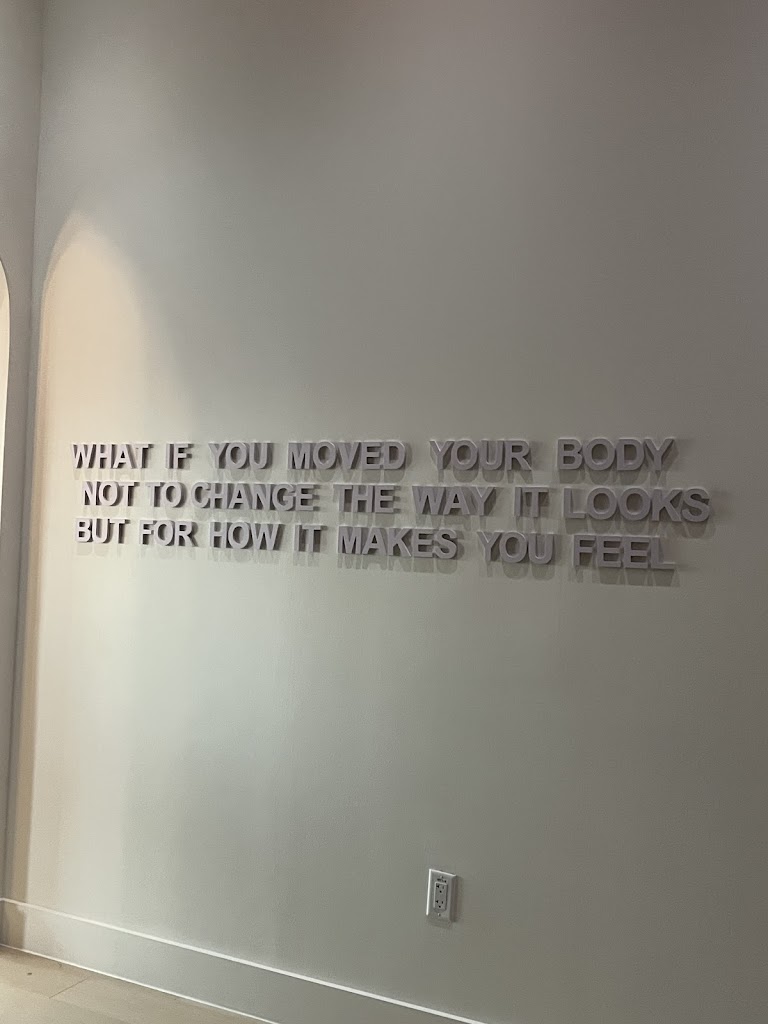 WHAT IF YOU MOVED YOUR BODY
NOT TO CHANGE THE WAY IT LOOKS
BUT FOR HOW IT MAKES YOU FEEL